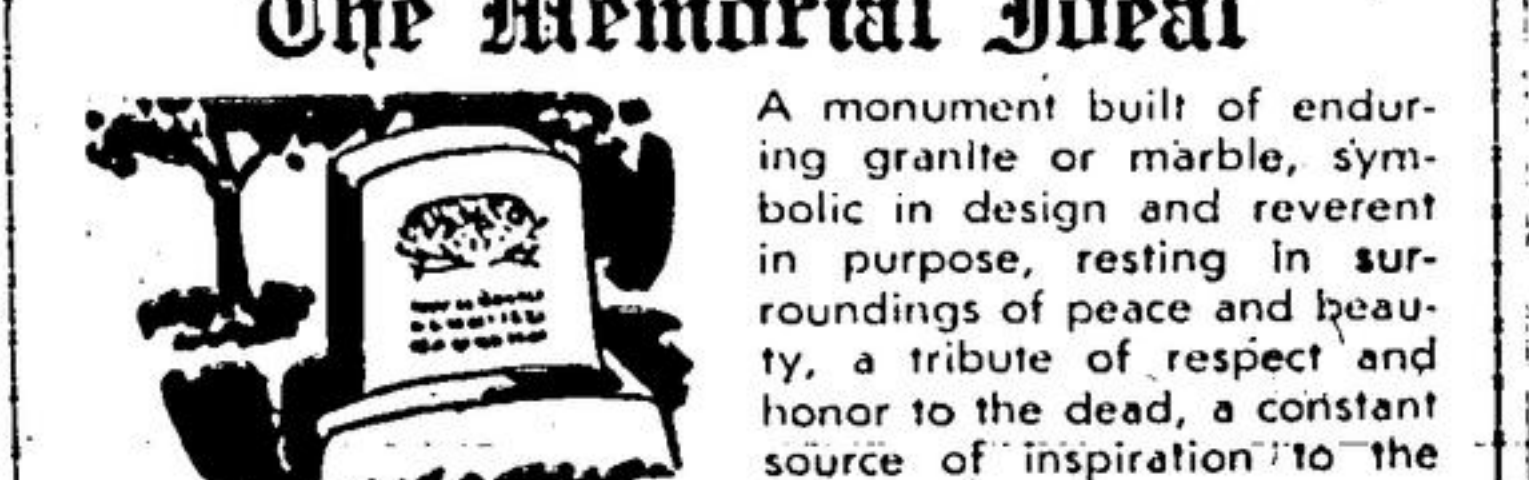 The Memorial Ideal
A monument built of endur-
ing granite or marble, sym-
bolic in design and reverent
in purpose, resting in sur-
roundings of peace and beau-
ty, a tribute of respect and
honor to the dead, a constant
source of inspiration to the